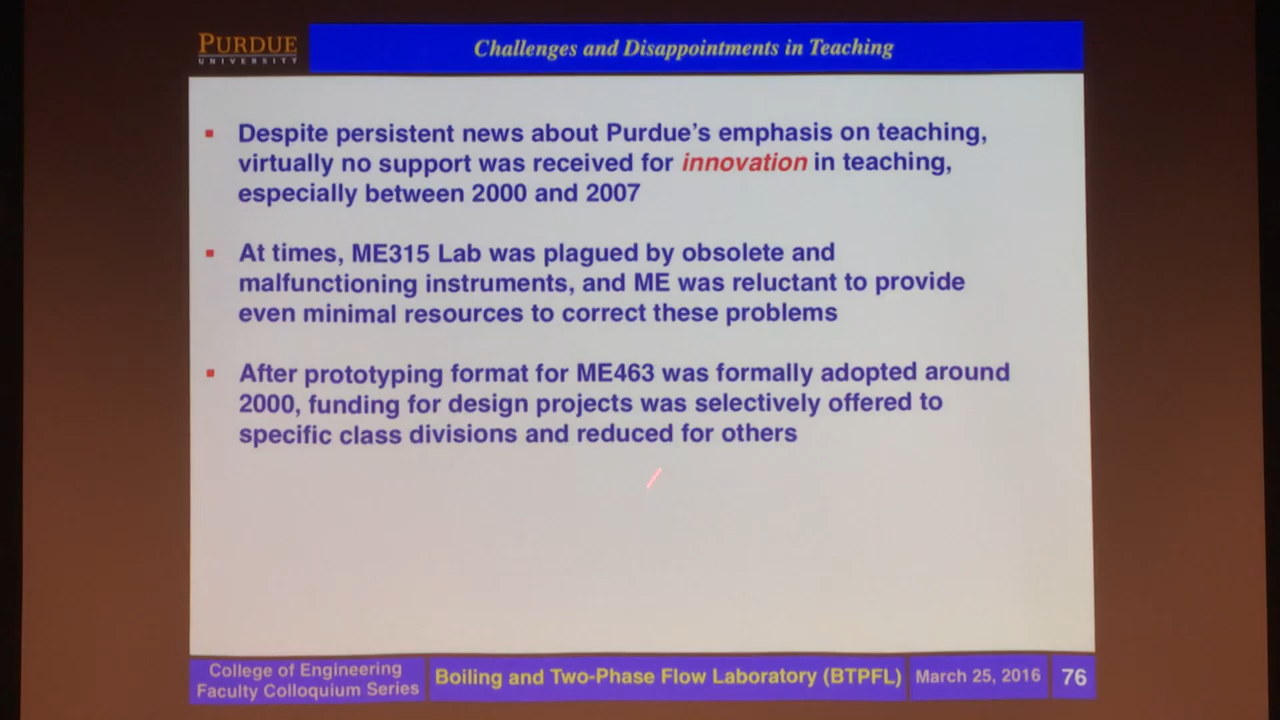 PURDUE
UNIVERSITY
Challenges and Disappointments in Teaching
▪ Despite persistent news about Purdue's emphasis on teaching,
virtually no support was received for innovation in teaching,
especially between 2000 and 2007
▪ At times, ME315 Lab was plagued by obsolete and
malfunctioning instruments, and ME was reluctant to provide
even minimal resources to correct these problems
▪ After prototyping format for ME463 was formally adopted around
2000, funding for design projects was selectively offered to
specific class divisions and reduced for others
College of Engineering
Faculty Colloquium Series
Boiling and Two-Phase Flow Laboratory (BTPFL)
March 25, 2016
76